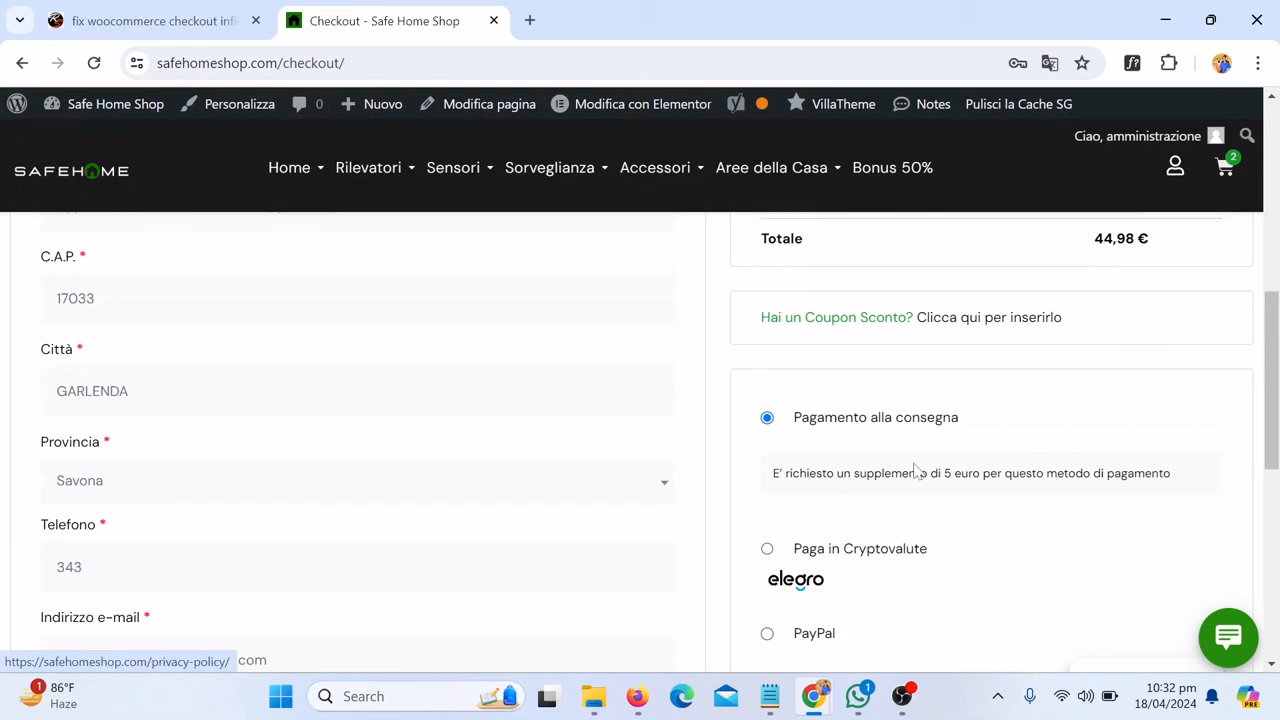 fix woocommerce checkout infi
Checkout - Safe Home Shop
safehomeshop.com/checkout/
Safe Home Shop
Personalizza
0
Nuovo
Modifica pagina
Modifica con Elementor
VillaTheme
Notes
Pulisci la Cache SG
Ciao, amministrazione
SAFEHOME
Home
Rilevatori
Sensori
Sorveglianza
Accessori
Aree della Casa
Bonus 50%
2
C.A.P. *
17033
Città *
GARLENDA
Provincia *
Savona
Telefono *
343
Indirizzo e-mail *
com
Totale
44,98 €
Hai un Coupon Sconto? Clicca qui per inserirlo
Pagamento alla consegna
E' richiesto un supplemento di 5 euro per questo metodo di pagamento
Paga in Cryptovalute
elegro
PayPal
https://safehomeshop.com/privacy-policy/
1
86°F
Haze
Search
1
PRE
10:32 pm
18/04/2024